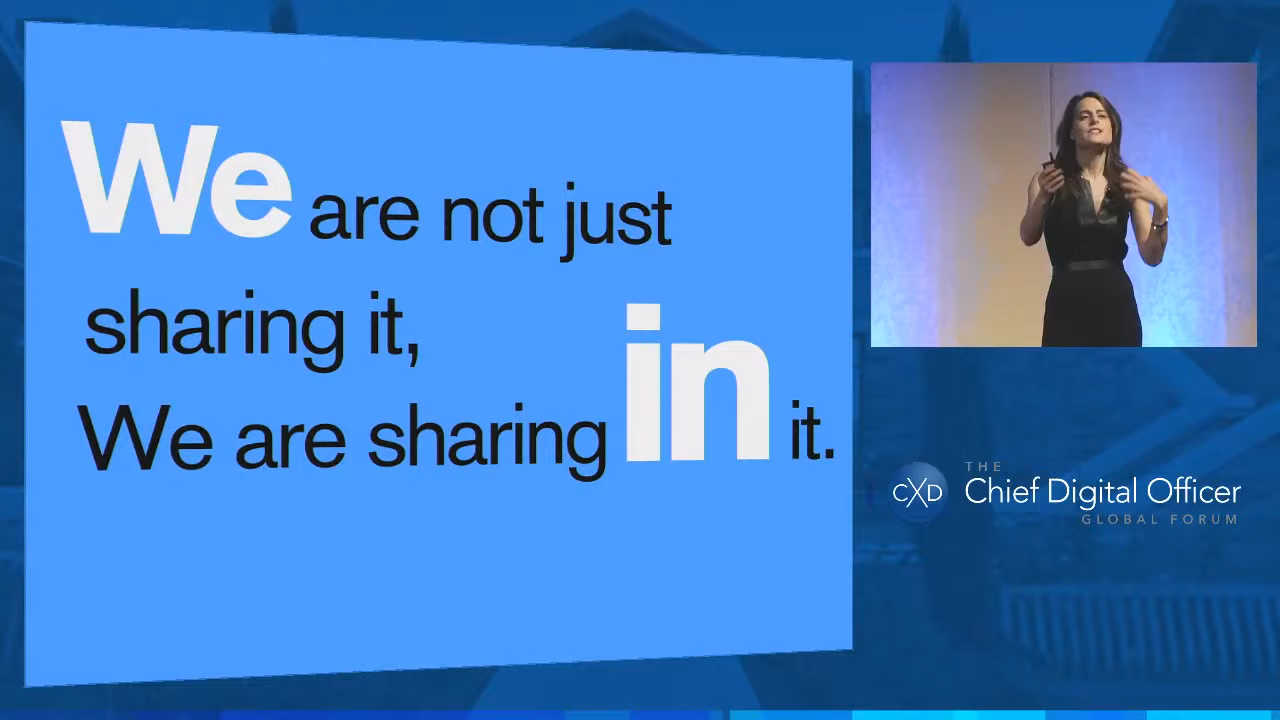 We are not just
sharing it,
We are sharing in it.
CXD
THE
Chief Digital Officer
GLOBAL FORUM